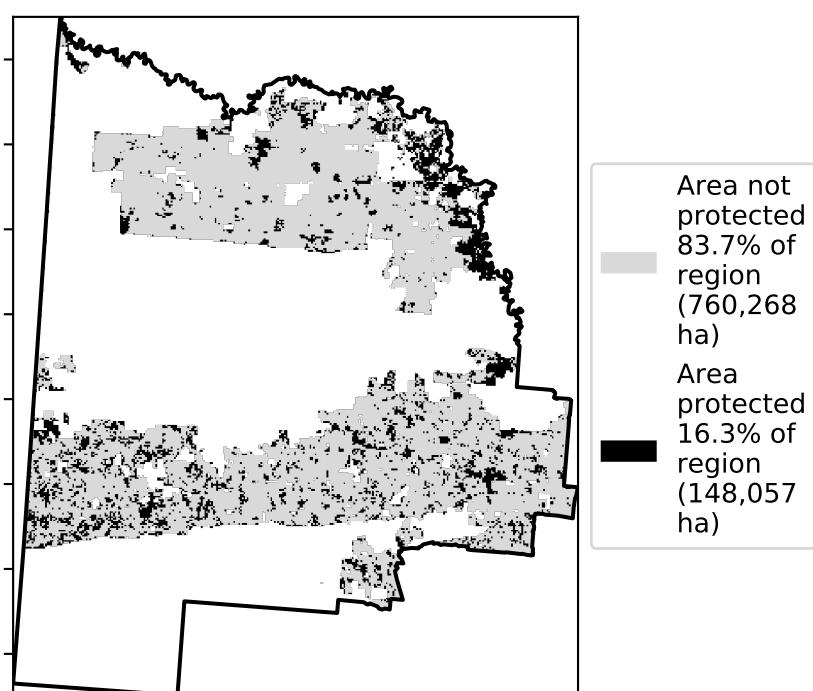 Area not
protected
83.7% of
region
(760,268
ha)
Area
protected
16.3% of
region
(148,057
ha)